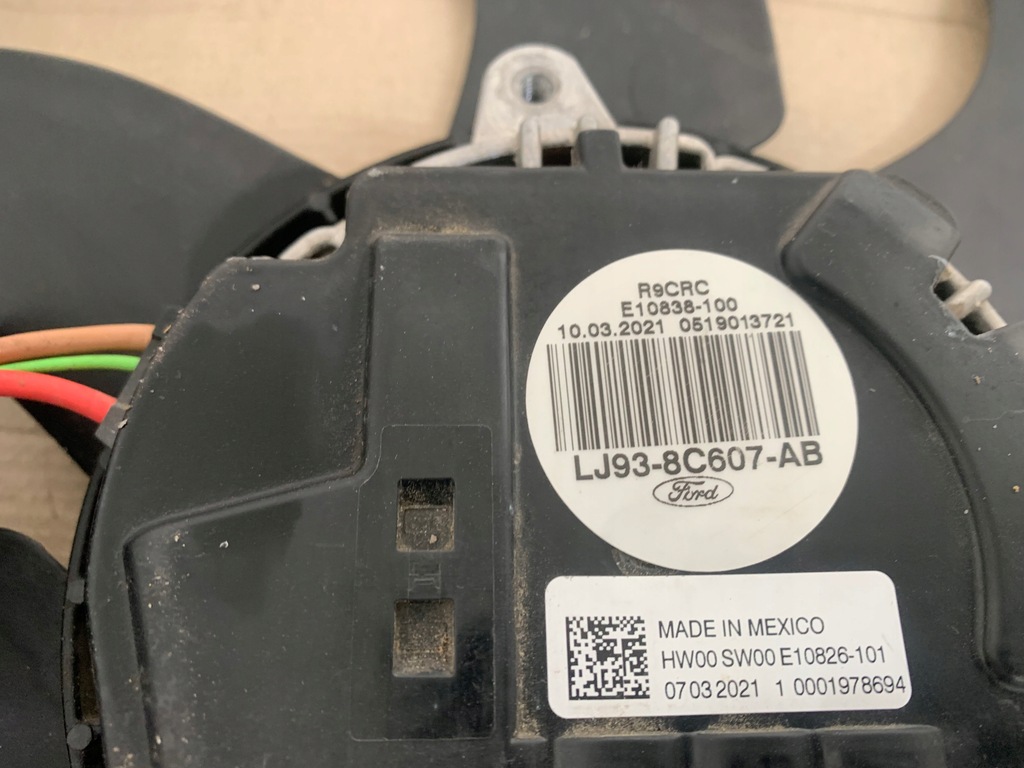 R9CRC
E10838-100
10.03.2021 0519013721
LJ93-8C607-AB
Ford
MADE IN MEXICO
HW00 SW00 E10826-101
07 03 2021 1 0001978694